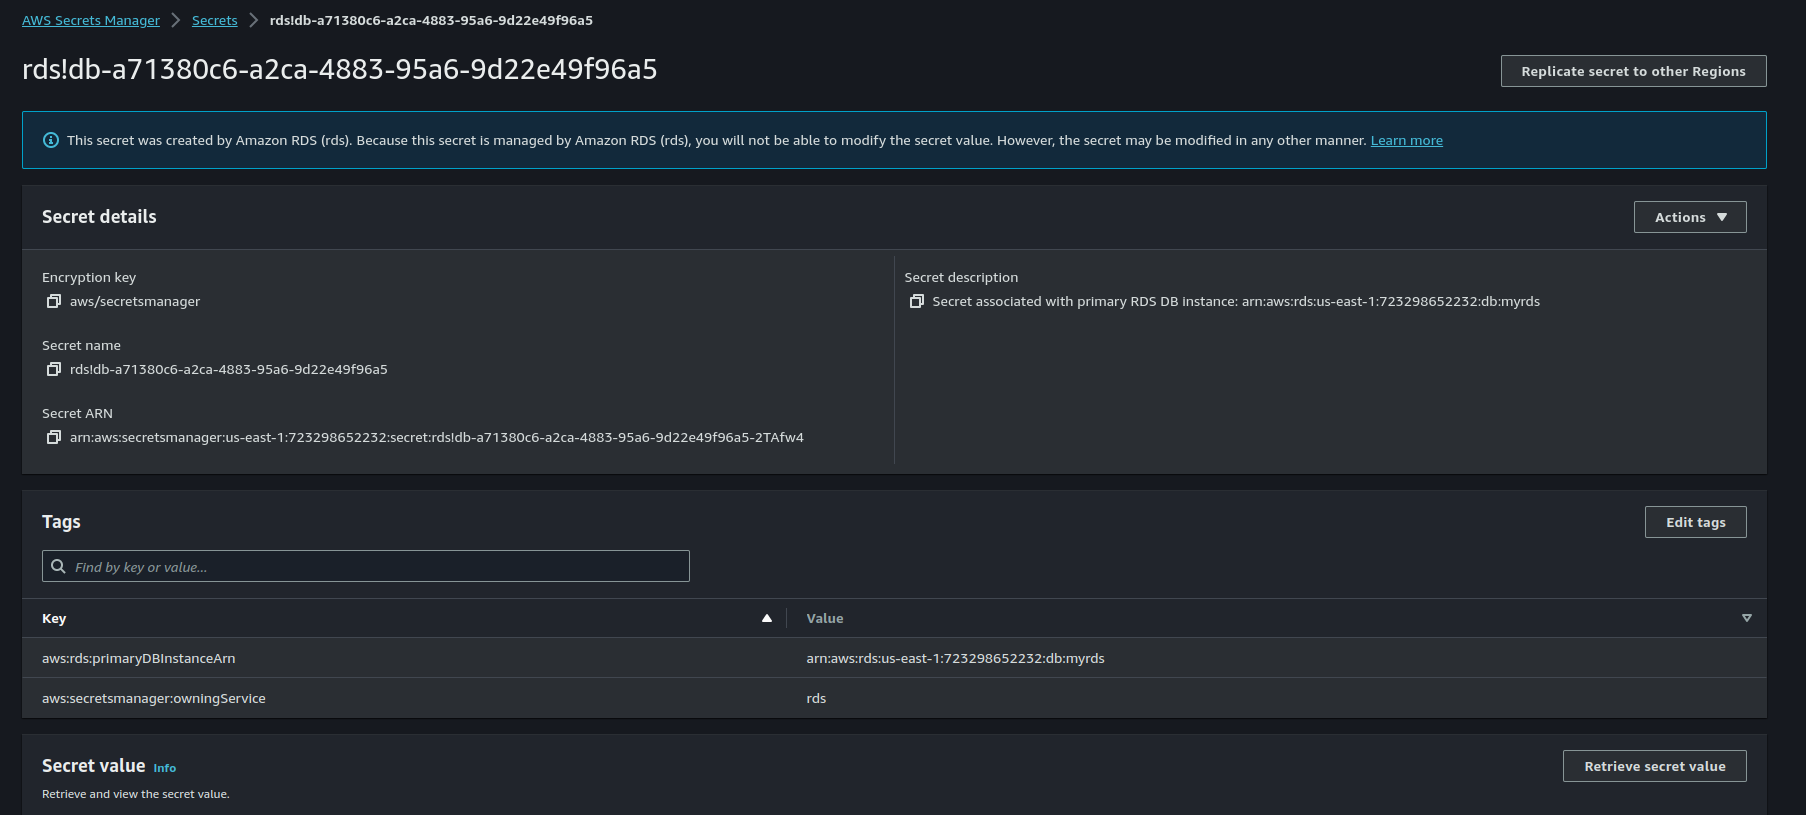 AWS Secrets Manager > Secrets > rds!db-a71380c6-a2ca-4883-95a6-9d22e49f96a5
rds!db-a71380c6-a2ca-4883-95a6-9d22e49f96a5
Replicate secret to other Regions
This secret was created by Amazon RDS (rds). Because this secret is managed by Amazon RDS (rds), you will not be able to modify the secret value. However, the secret may be modified in any other manner. Learn more
Secret details
Actions
Encryption key
aws/secretsmanager
Secret name
rds!db-a71380c6-a2ca-4883-95a6-9d22e49f96a5
Secret ARN
arn:aws:secretsmanager:us-east-1:723298652232:secret:rds!db-a71380c6-a2ca-4883-95a6-9d22e49f96a5-2TAfw4
Secret description
Secret associated with primary RDS DB instance: arn:aws:rds:us-east-1:723298652232:db:myrds
Tags
Edit tags
Find by key or value...
Key Value
aws:rds:primaryDBInstanceArn arn:aws:rds:us-east-1:723298652232:db:myrds
aws:secretsmanager:owningService rds
Secret value Info
Retrieve secret value
Retrieve and view the secret value.